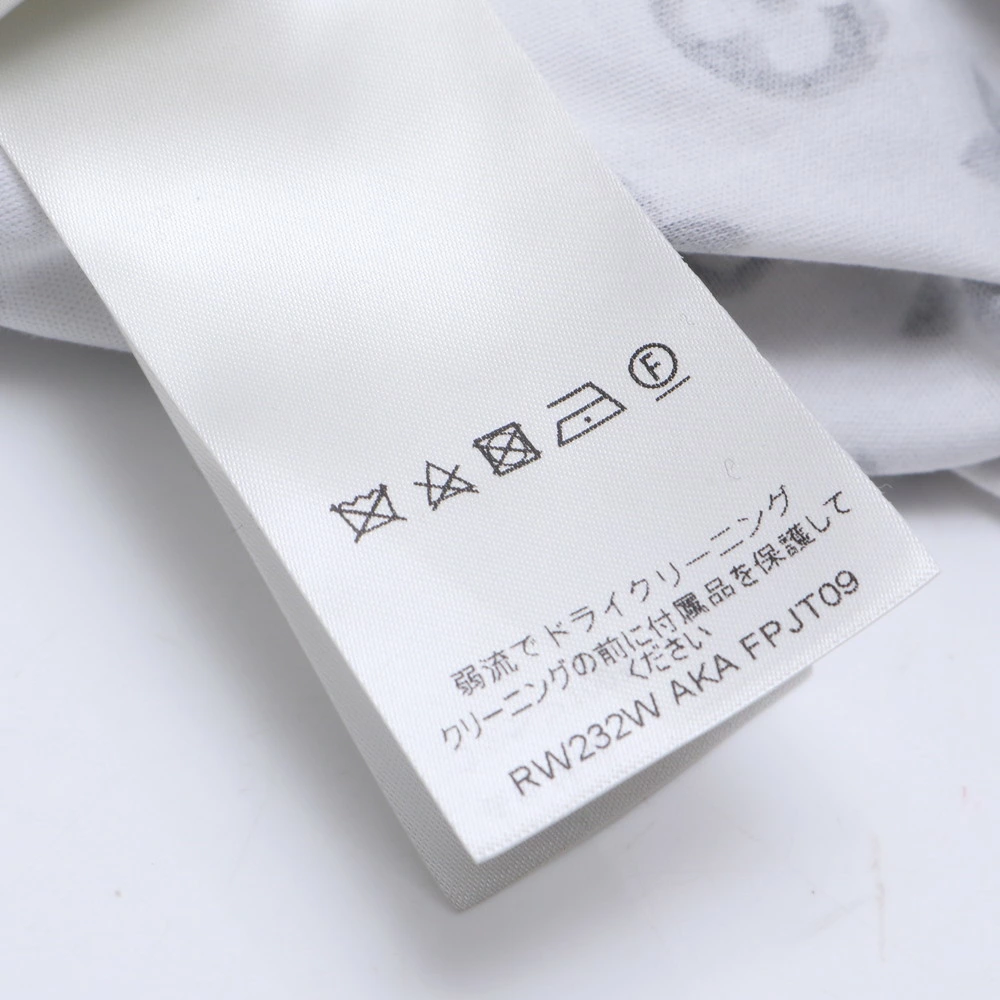 F
弱流でドライクリーニング
クリーニングの前に付属品を保護して
ください
RW232W AKA FPJT09